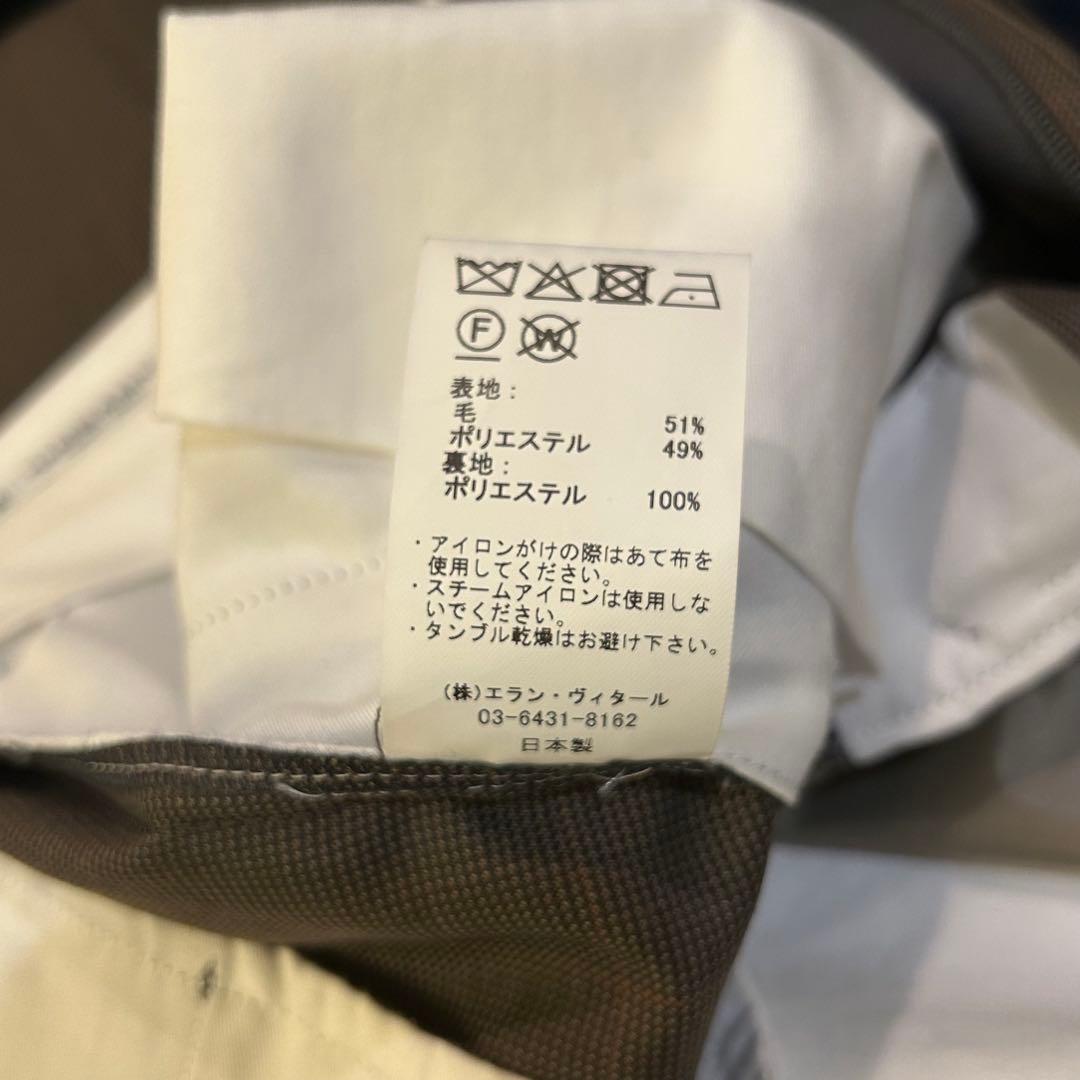 F W
表地：
毛 51%
ポリエステル 49%
裏地：
ポリエステル 100%
・アイロンがけの際はあて布を
使用してください。
・スチームアイロンは使用しな
いでください。
・タンブル乾燥はお避け下さい。
(株)エラン・ヴィタール
03-6431-8162
日本製